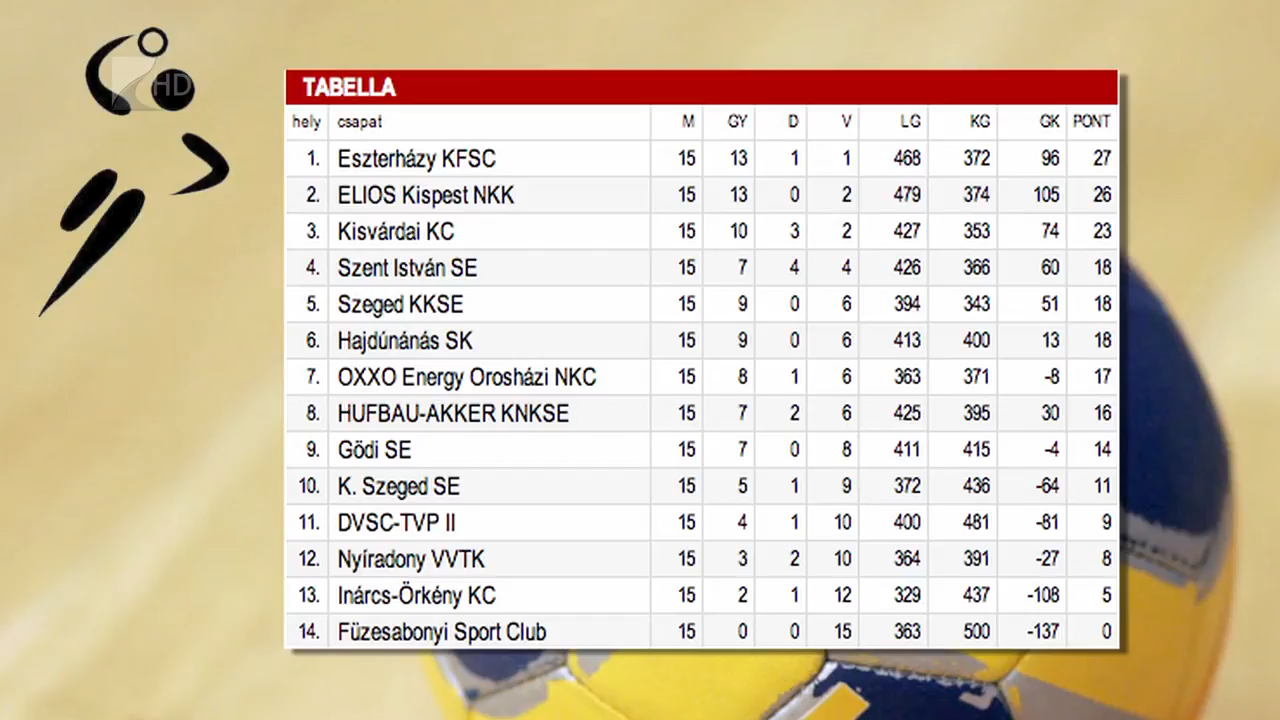 HD
TABELLA
hely csapat M GY D V LG KG GK PONT
1. Eszterházy KFSC 15 13 1 1 468 372 96 27
2. ELIOS Kispest NKK 15 13 0 2 479 374 105 26
3. Kisvárdai KC 15 10 3 2 427 353 74 23
4. Szent István SE 15 7 4 4 426 366 60 18
5. Szeged KKSE 15 9 0 6 394 343 51 18
6. Hajdúnánás SK 15 9 0 6 413 400 13 18
7. OXXO Energy Orosházi NKC 15 8 1 6 363 371 -8 17
8. HUFBAU-AKKER KNKSE 15 7 2 6 425 395 30 16
9. Gödi SE 15 7 0 8 411 415 -4 14
10. K. Szeged SE 15 5 1 9 372 436 -64 11
11. DVSC-TVP II 15 4 1 10 400 481 -81 9
12. Nyíradony VVTK 15 3 2 10 364 391 -27 8
13. Inárcs-Örkény KC 15 2 1 12 329 437 -108 5
14. Füzesabonyi Sport Club 15 0 0 15 363 500 -137 0